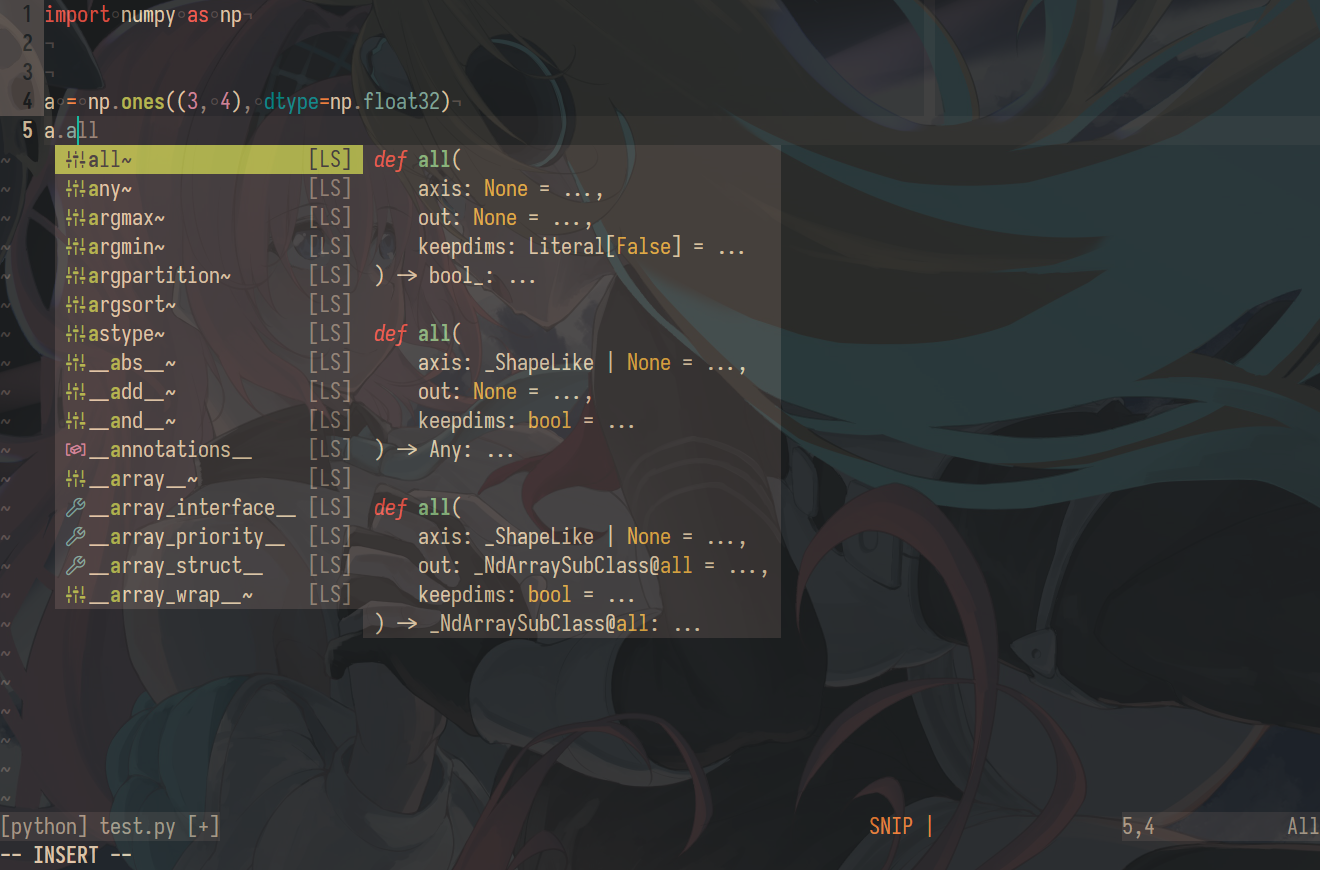 1 import numpy as np¬
2 ¬
3 ¬
4 a = np.ones((3, 4), dtype=np.float32)¬
5 a.all
all~ [LS]
any~ [LS]
argmax~ [LS]
argmin~ [LS]
argpartition~ [LS]
argsort~ [LS]
astype~ [LS]
__abs__~ [LS]
__add__~ [LS]
__and__~ [LS]
__annotations__ [LS]
__array__~ [LS]
__array_interface__ [LS]
__array_priority__ [LS]
__array_struct__ [LS]
__array_wrap__~ [LS]
def all(
axis: None = ...,
out: None = ...,
keepdims: Literal[False] = ...
) -> bool_: ...
def all(
axis: _ShapeLike | None = ...,
out: None = ...,
keepdims: bool = ...
) -> Any: ...
def all(
axis: _ShapeLike | None = ...,
out: _NdArraySubClass@all = ...,
keepdims: bool = ...
) -> _NdArraySubClass@all: ...
[python] test.py [+] SNIP | 5,4 All
-- INSERT --